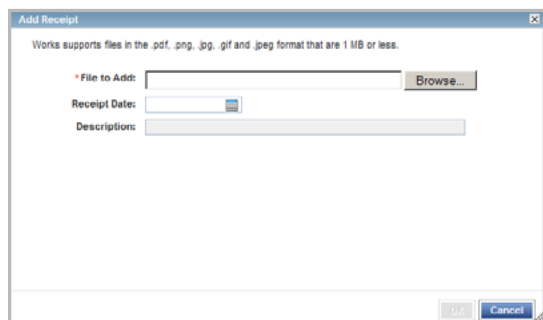 Add Receipt
Works supports files in the .pdf, .png, .jpg, .gif and .jpeg format that are 1 MB or less.
*File to Add: Browse...
Receipt Date:
Description:
OK Cancel